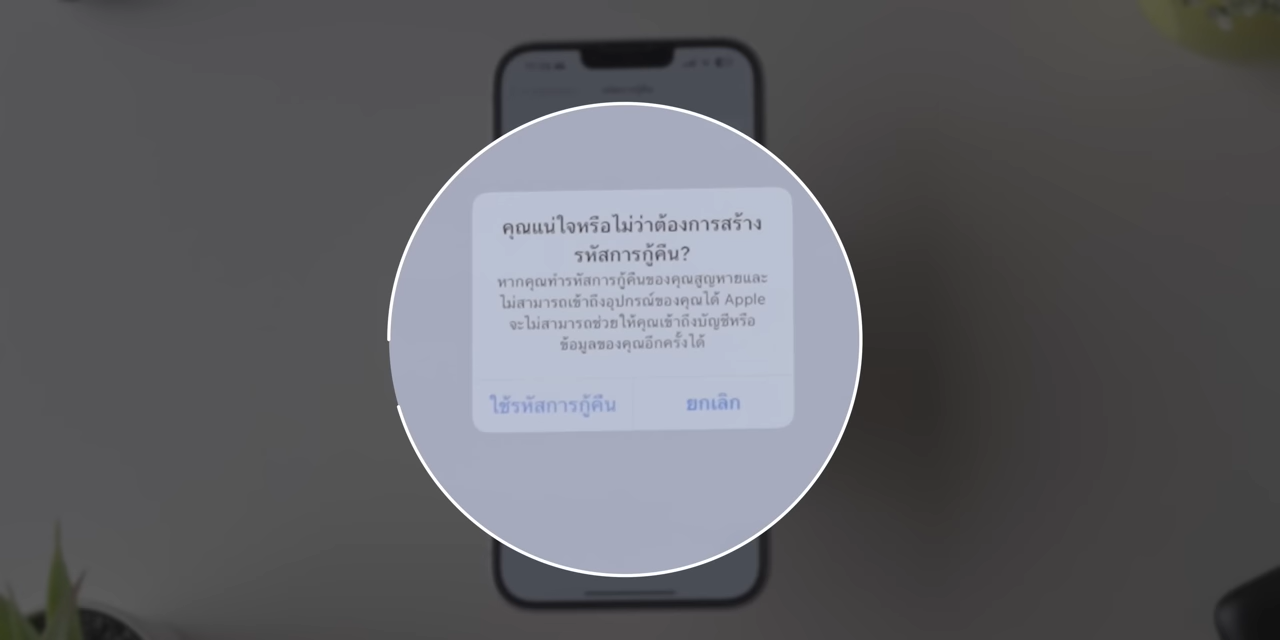 คุณแน่ใจหรือไม่ว่าต้องการสร้าง
รหัสการกู้คืน?
หากคุณทำรหัสการกู้คืนของคุณสูญหายและ
ไม่สามารถเข้าถึงอุปกรณ์ของคุณได้ Apple
จะไม่สามารถช่วยให้คุณเข้าถึงบัญชีหรือ
ข้อมูลของคุณอีกครั้งได้
ใช้รหัสการกู้คืน ยกเลิก